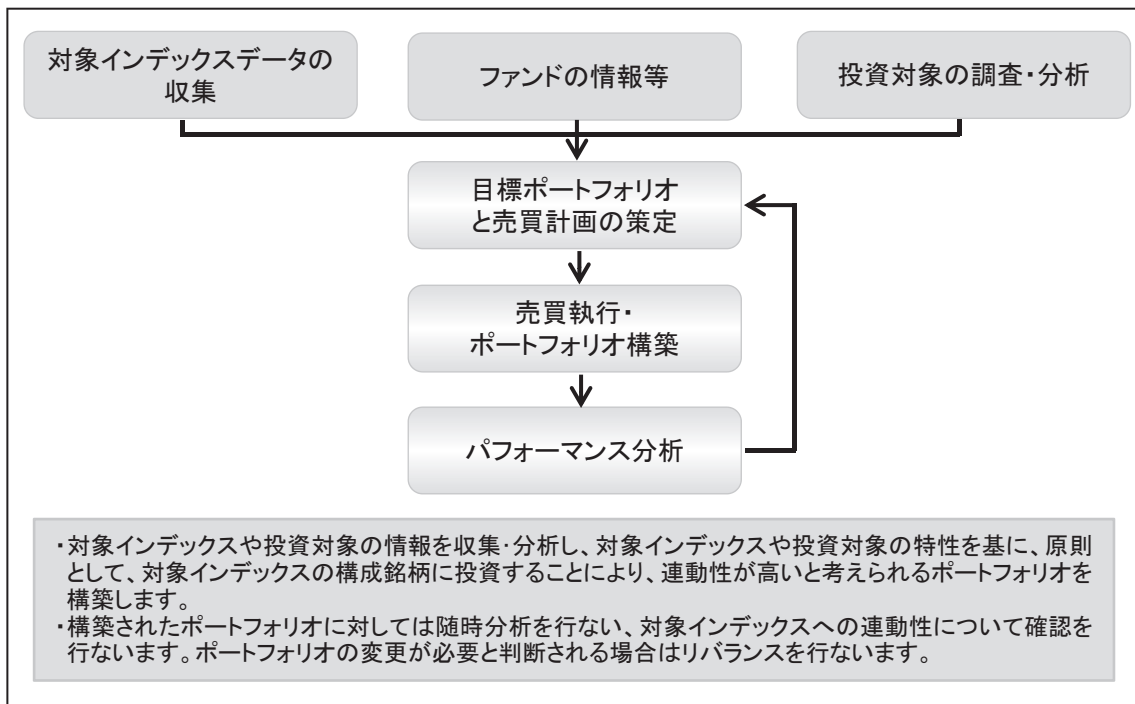 対象インデックスデータの
収集
ファンドの情報等
投資対象の調査・分析
目標ポートフォリオ
と売買計画の策定
売買執行・
ポートフォリオ構築
パフォーマンス分析
・対象インデックスや投資対象の情報を収集・分析し、対象インデックスや投資対象の特性を基に、原則
として、対象インデックスの構成銘柄に投資することにより、連動性が高いと考えられるポートフォリオを
構築します。
・構築されたポートフォリオに対しては随時分析を行ない、対象インデックスへの連動性について確認を
行ないます。ポートフォリオの変更が必要と判断される場合はリバランスを行ないます。